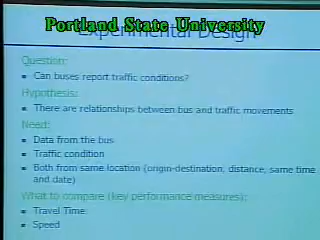 Portland State University
Experimental Design
Question:
Can buses report traffic conditions?
Hypothesis:
There are relationships between bus and traffic movements
Need:
Data from the bus
Traffic condition
Both from same location (origin-destination, distance, same time
and date)
What to compare (key performance measures):
Travel Time
Speed